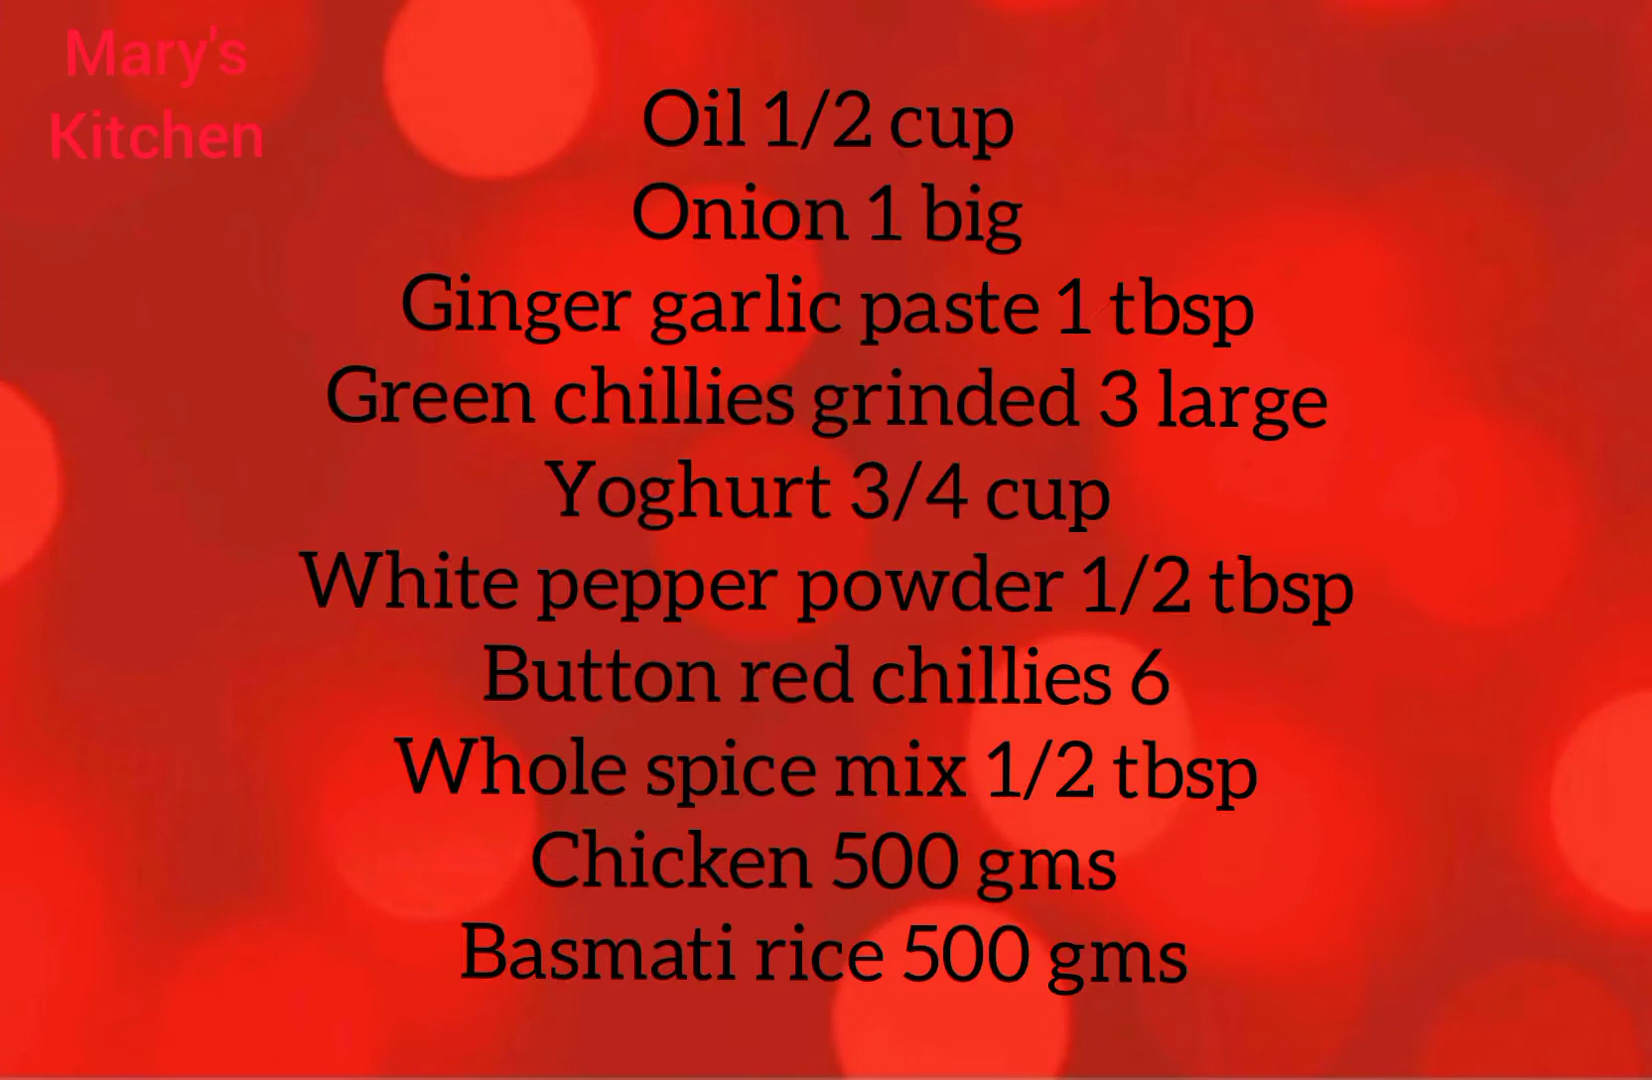 Mary's
Kitchen
Oil 1/2 cup
Onion 1 big
Ginger garlic paste 1 tbsp
Green chillies grinded 3 large
Yoghurt 3/4 cup
White pepper powder 1/2 tbsp
Button red chillies 6
Whole spice mix 1/2 tbsp
Chicken 500 gms
Basmati rice 500 gms